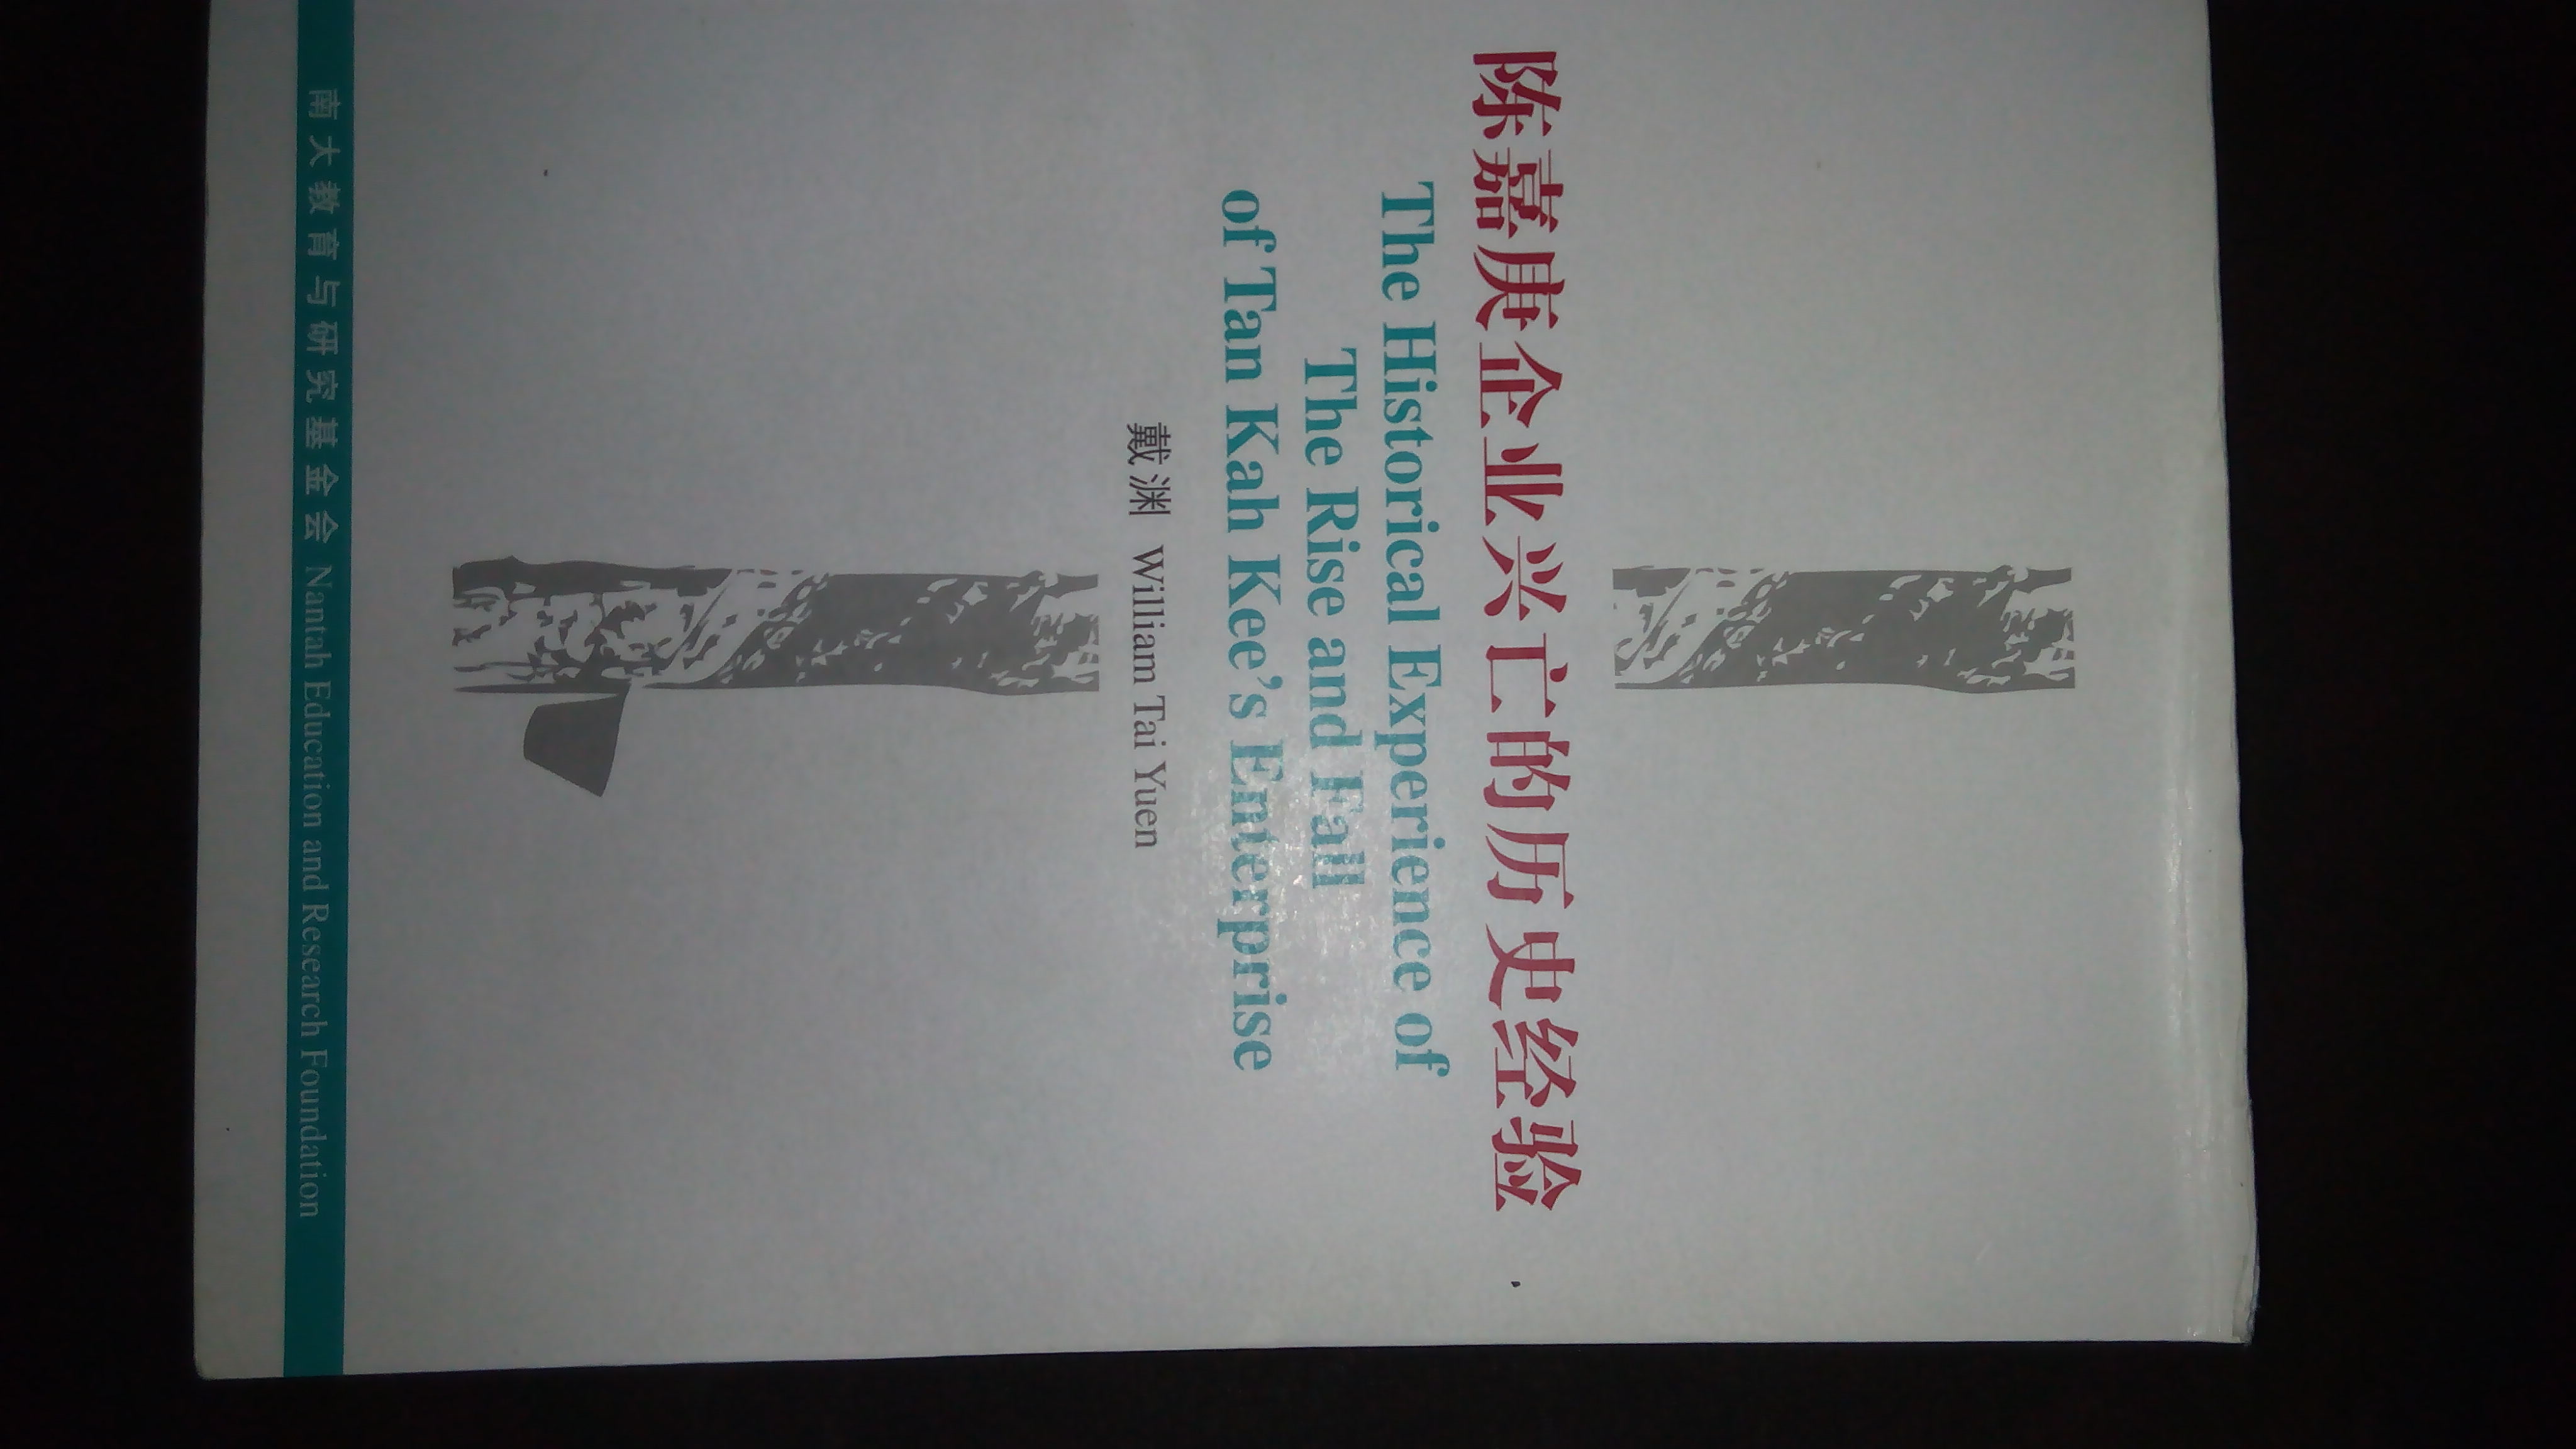 陈嘉庚企业兴亡的历史经验
The Historical Experience of
The Rise and Fall
of Tan Kah Kee's Enterprise
戴渊 William Tai Yuen
南大教育与研究基金会 Nantah Education and Research Foundation